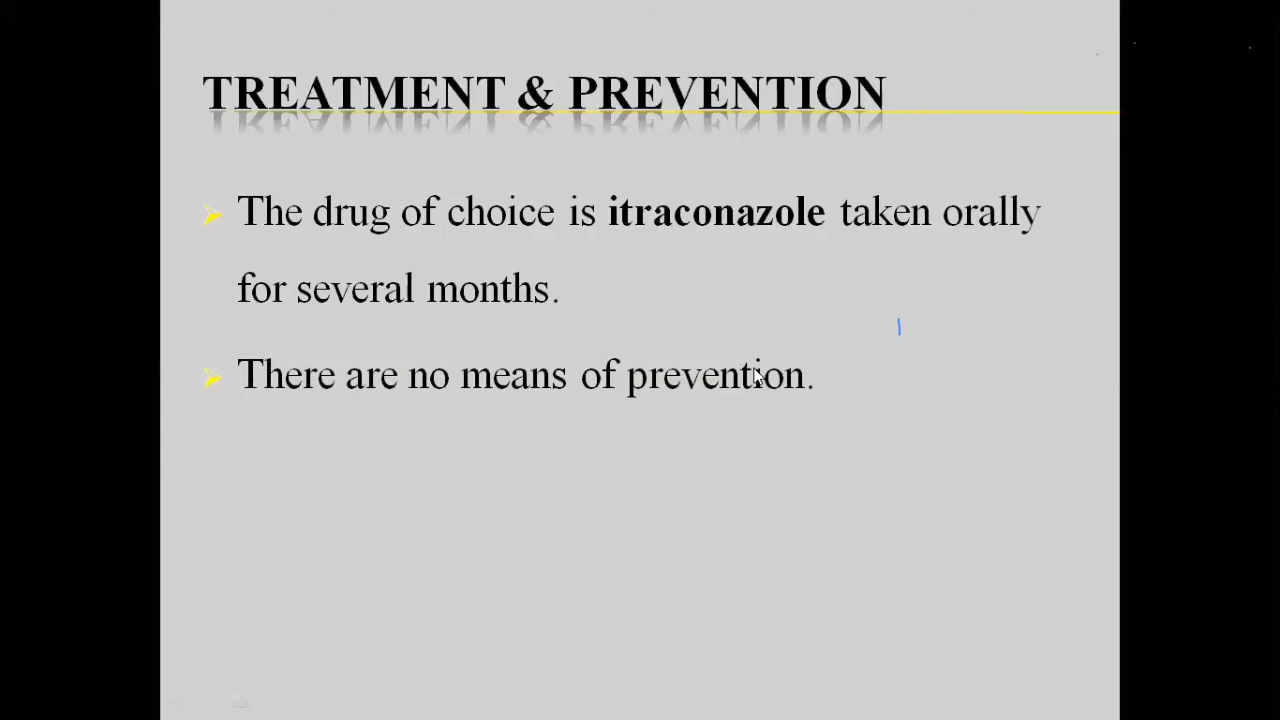 TREATMENT & PREVENTION
The drug of choice is itraconazole taken orally
for several months.
There are no means of prevention.